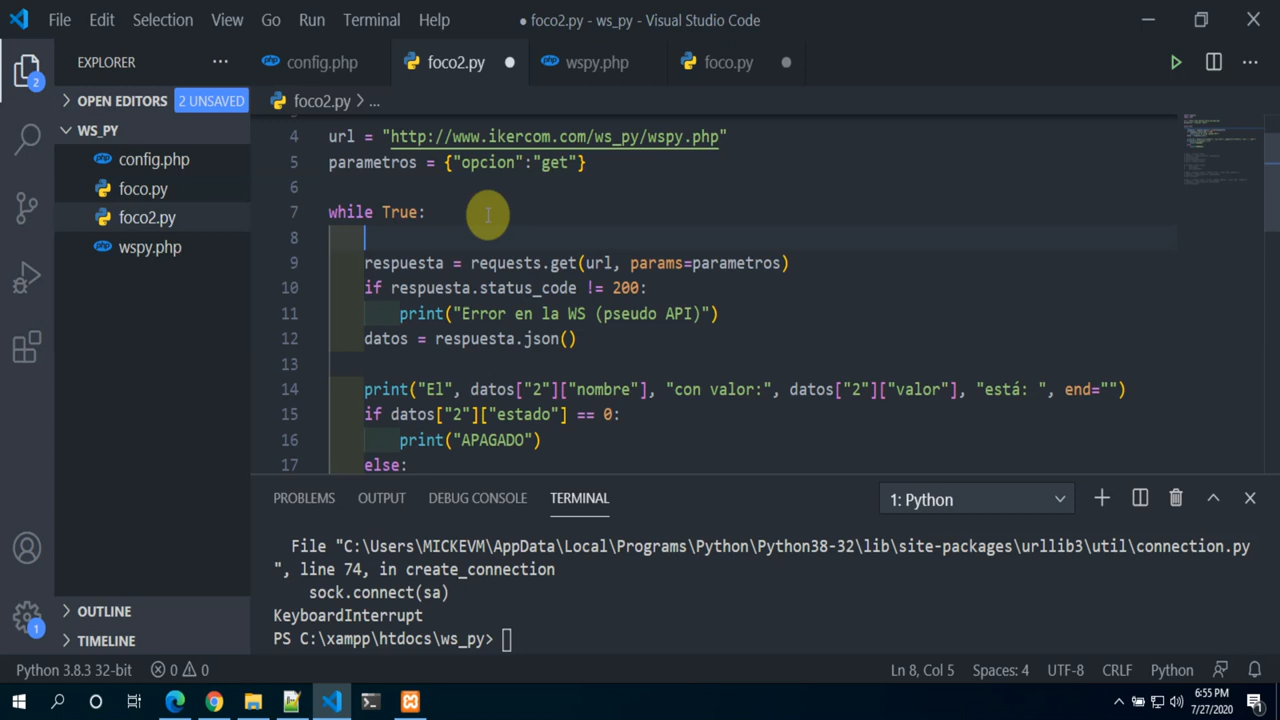 File Edit Selection View Go Run Terminal Help
● foco2.py - ws_py - Visual Studio Code
EXPLORER
config.php
foco2.py
wspy.php
foco.py
OPEN EDITORS 2 UNSAVED
foco2.py > ...
WS_PY
config.php
foco.py
foco2.py
wspy.php
OUTLINE
TIMELINE
2
1
4 url = "http://www.ikercom.com/ws_py/wspy.php"
5 parametros = {"opcion":"get"}
6
7 while True:
8
9 respuesta = requests.get(url, params=parametros)
10 if respuesta.status_code != 200:
11 print("Error en la WS (pseudo API)")
12 datos = respuesta.json()
13
14 print("El", datos["2"]["nombre"], "con valor:", datos["2"]["valor"], "está: ", end="")
15 if datos["2"]["estado"] == 0:
16 print("APAGADO")
17 else:
PROBLEMS OUTPUT DEBUG CONSOLE TERMINAL
1: Python
File "C:\Users\MICKEVM\AppData\Local\Programs\Python\Python38-32\lib\site-packages\urllib3\util\connection.py
", line 74, in create_connection
sock.connect(sa)
KeyboardInterrupt
PS C:\xampp\htdocs\ws_py>
Python 3.8.3 32-bit 0 0 Ln 8, Col 5 Spaces: 4 UTF-8 CRLF Python
6:55 PM
7/27/2020
1